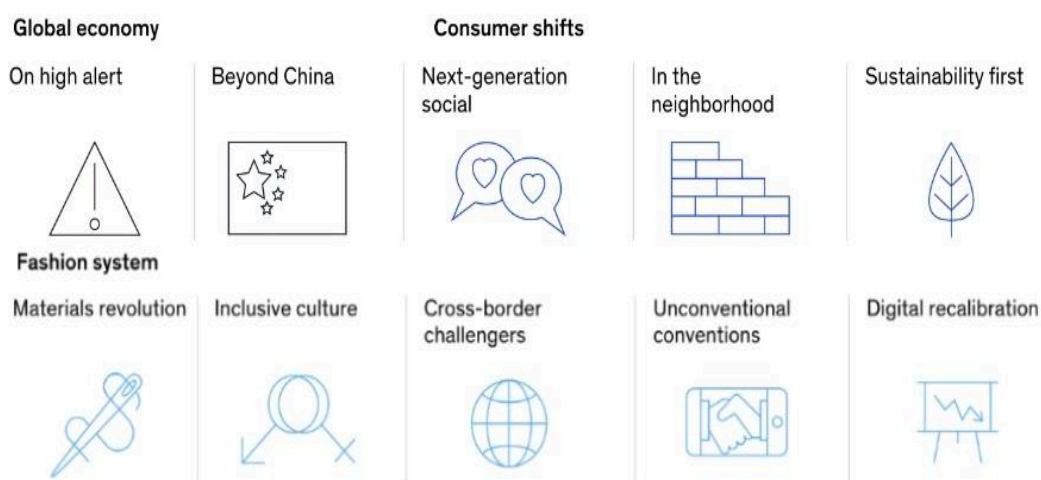 Global economy
Consumer shifts
On high alert
Beyond China
Next-generation
social
In the
neighborhood
Sustainability first
Fashion system
Materials revolution
Inclusive culture
Cross-border
challengers
Unconventional
conventions
Digital recalibration